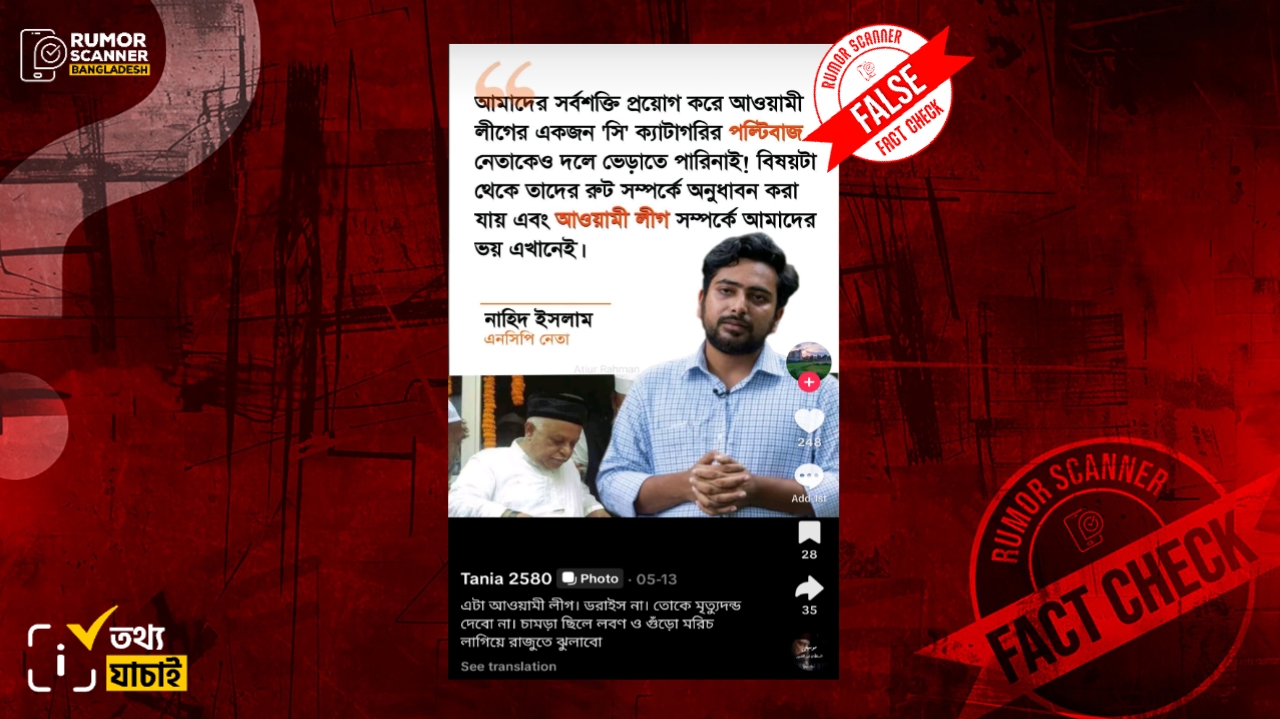 RUMOR
SCANNER
BANGLADESH
আমাদের সর্বশক্তি প্রয়োগ করে আওয়ামী
লীগের একজন 'সি' ক্যাটাগরির পল্টিবাজ
নেতাকেও দলে ভেড়াতে পারিনাই! বিষয়টা
থেকে তাদের রুট সম্পর্কে অনুধাবন করা
যায় এবং আওয়ামী লীগ সম্পর্কে আমাদের
ভয় এখানেই।
নাহিদ ইসলাম
এনসিপি নেতা
Atiur Rahman
RUMOR SCANNER
FALSE
FACT CHECK
248
Add 1st
28
35
Tania 2580 Photo · 05-13
এটা আওয়ামী লীগ। ডরাইস না। তোকে মৃত্যুদন্ড
দেবো না। চামড়া ছিলে লবণ ও গুঁড়ো মরিচ
লাগিয়ে রাজুতে ঝুলাবো
See translation
তথ্য
যাচাই
RUMOR SCANNER
FACT CHECK